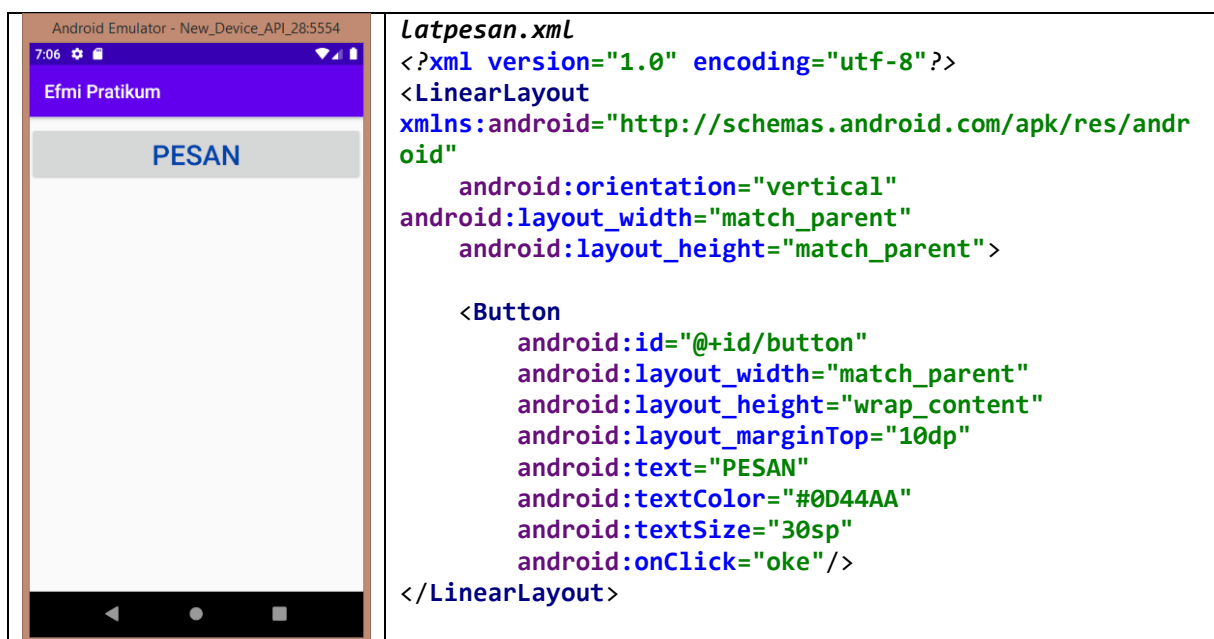 Android Emulator - New_Device_API_28:5554
7:06
Efmi Pratikum
PESAN
latpesan.xml
<?xml version="1.0" encoding="utf-8"?>
<LinearLayout
xmlns:android="http://schemas.android.com/apk/res/andr
oid"
    android:orientation="vertical"
android:layout_width="match_parent"
    android:layout_height="match_parent">
    <Button
        android:id="@+id/button"
        android:layout_width="match_parent"
        android:layout_height="wrap_content"
        android:layout_marginTop="10dp"
        android:text="PESAN"
        android:textColor="#0D44AA"
        android:textSize="30sp"
        android:onClick="oke"/>
</LinearLayout>